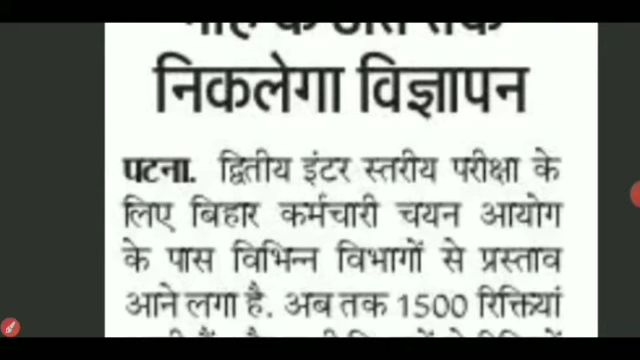 निकलेगा विज्ञापन
पटना. द्वितीय इंटर स्तरीय परीक्षा के
लिए बिहार कर्मचारी चयन आयोग
के पास विभिन्न विभागों से प्रस्ताव
आने लगा है. अब तक 1500 रिक्तियां